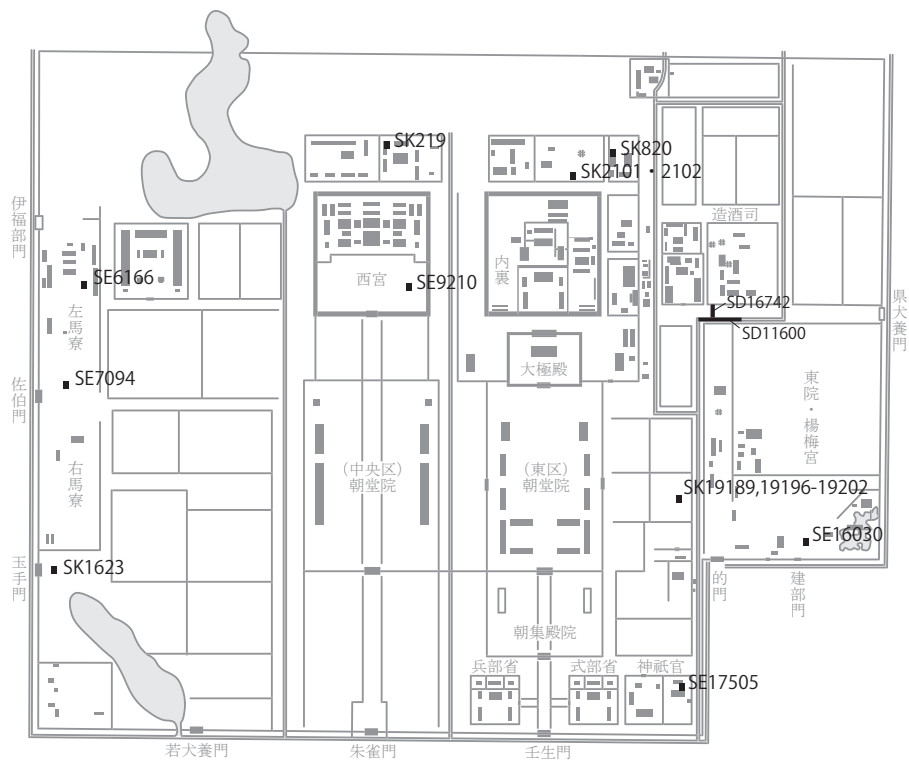 SK219
SK820
SK2101・2102
造酒司
伊福部門
SE6166
西宮
SE9210
内裏
SD16742
SD11600
県犬養門
左馬寮
大極殿
SE7094
佐伯門
東院・楊梅宮
右馬寮
(中央区)
朝堂院
(東区)
朝堂院
SK19189,19196-19202
SE16030
玉手門
SK1623
的門
建部門
朝集殿院
兵部省
式部省
神祇官
SE17505
若犬養門
朱雀門
壬生門